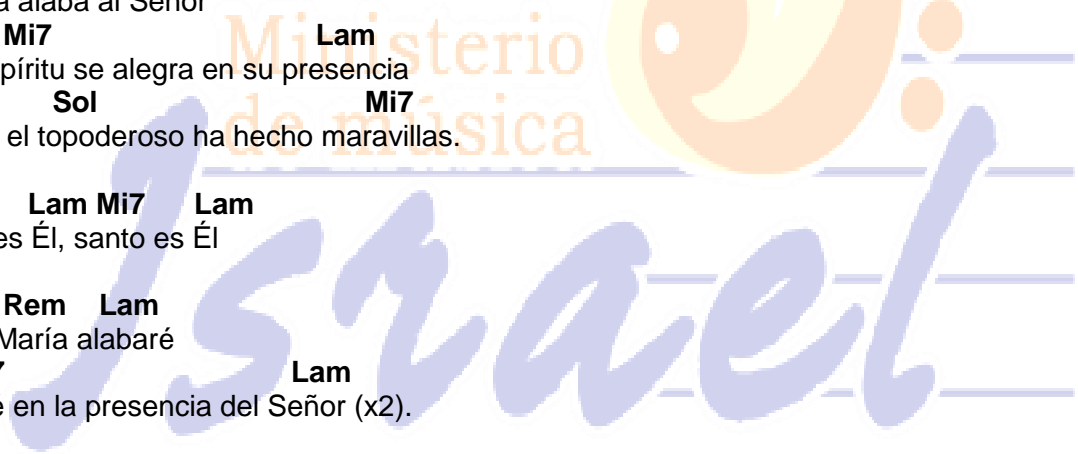 a alaba al Señor
Mi7 Lam
píritu se alegra en su presencia
Sol Mi7
el topoderoso ha hecho maravillas.
Lam Mi7 Lam
es Él, santo es Él
Rem Lam
María alabaré
7 Lam
e en la presencia del Señor (x2).
Ministerio
de música
Israel